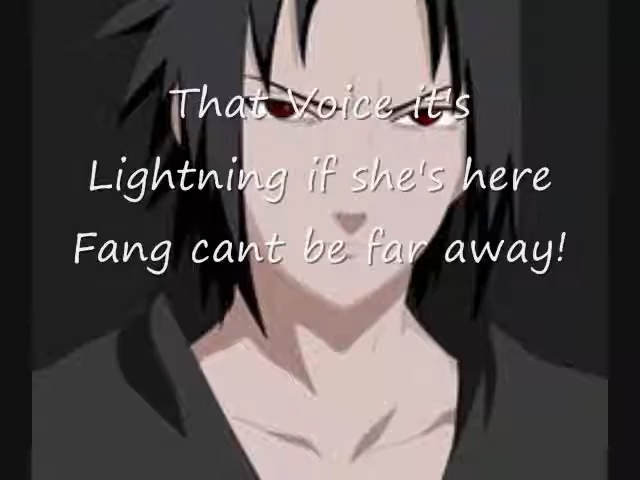 That Voice it's
Lightning if she's here
Fang cant be far away!